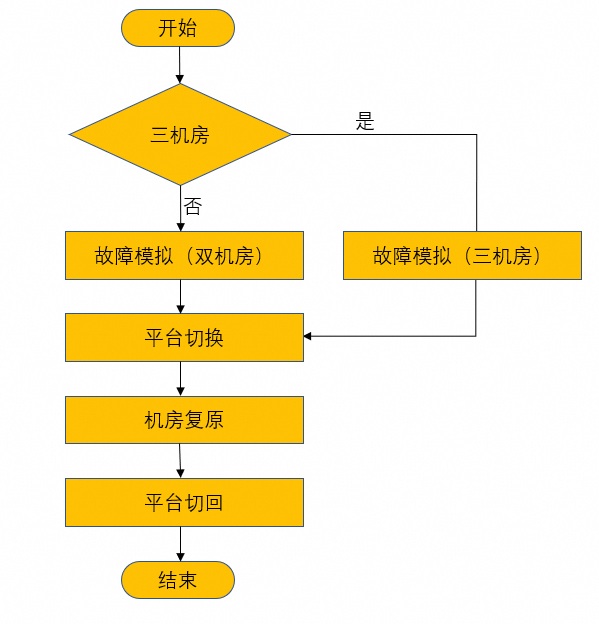 开始
三机房
是
否
故障模拟（双机房）
故障模拟（三机房）
平台切换
机房复原
平台切回
结束